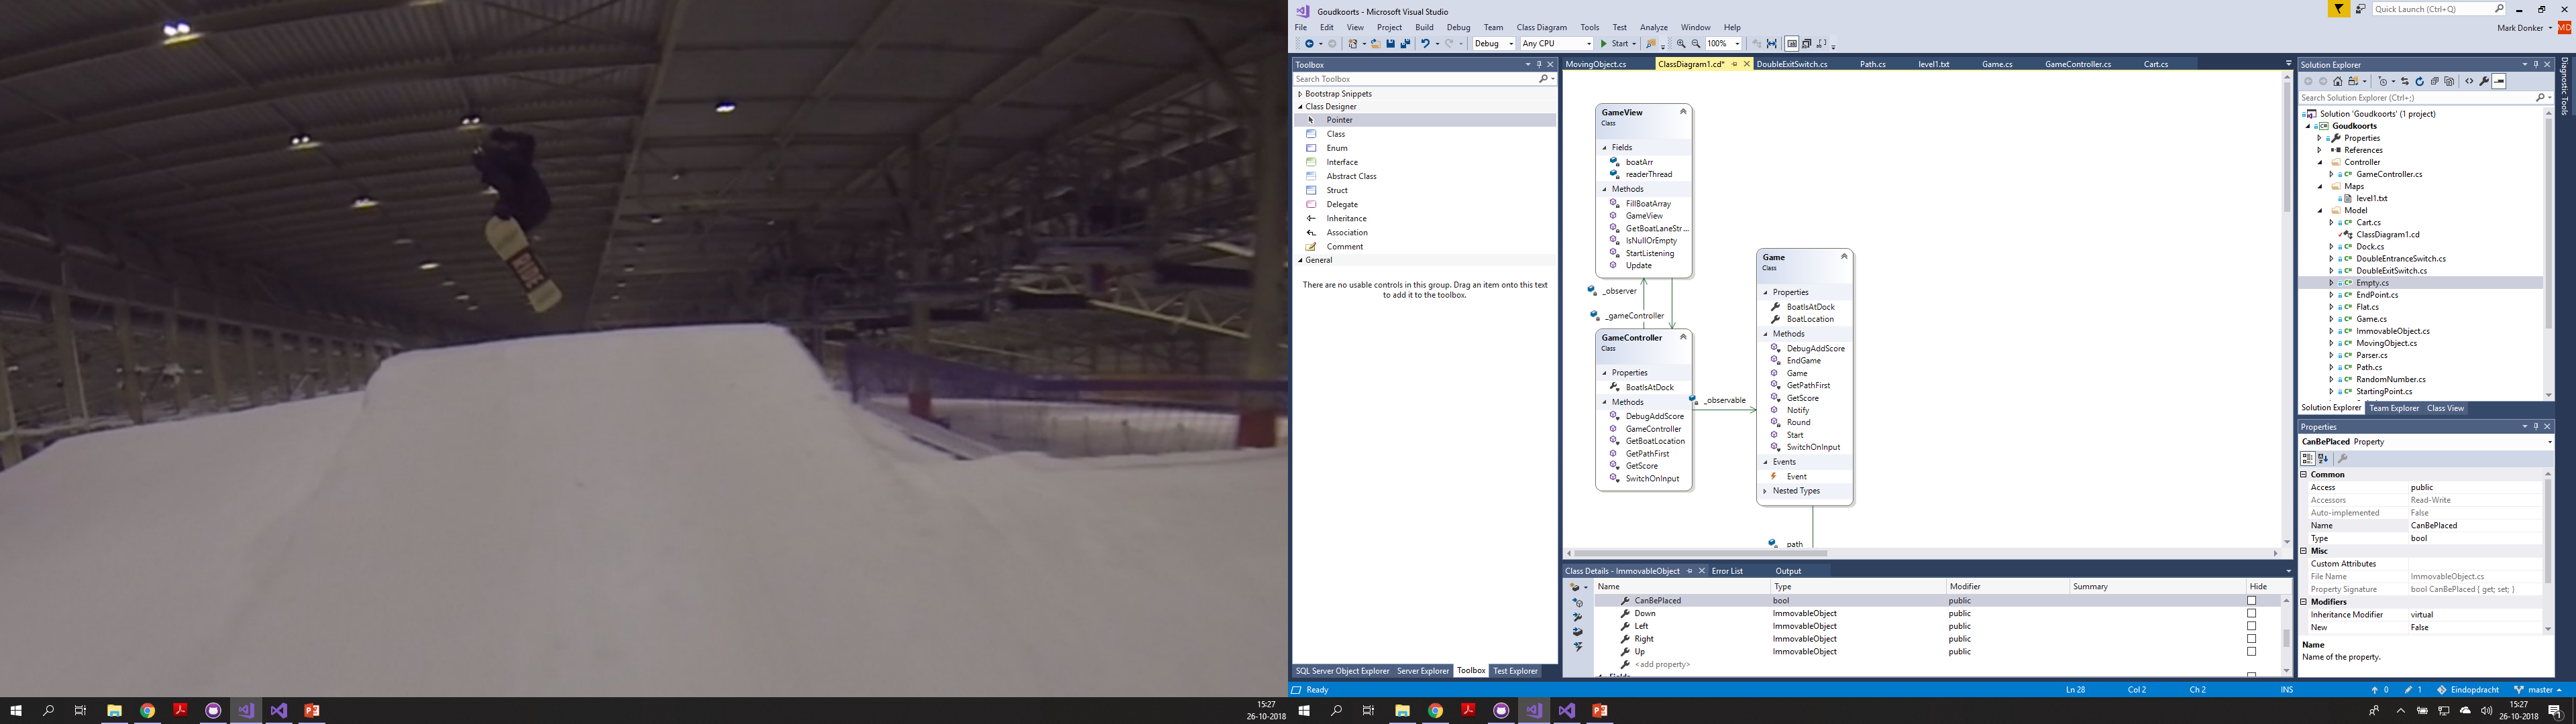 Goudkoorts - Microsoft Visual Studio
Quick Launch (Ctrl+Q)
File Edit View Project Build Debug Team Class Diagram Tools Test Analyze Window Help
Mark Donker MD
Debug Any CPU Start 100%
Toolbox
Search Toolbox
Bootstrap Snippets
Class Designer
Pointer
Class
Enum
Interface
Abstract Class
Struct
Delegate
Inheritance
Association
Comment
General
There are no usable controls in this group. Drag an item onto this text
to add it to the toolbox.
SQL Server Object Explorer Server Explorer Toolbox Test Explorer
MovingObject.cs ClassDiagram1.cd* DoubleExitSwitch.cs Path.cs level1.txt Game.cs GameController.cs Cart.cs
GameView
Class
Fields
boatArr
readerThread
Methods
FillBoatArray
GameView
GetBoatLaneStr...
IsNullOrEmpty
StartListening
Update
_observer
_gameController
GameController
Class
Properties
BoatIsAtDock
Methods
DebugAddScore
GameController
GetBoatLocation
GetPathFirst
GetScore
SwitchOnInput
_observable
Game
Class
Properties
BoatIsAtDock
BoatLocation
Methods
DebugAddScore
EndGame
Game
GetPathFirst
GetScore
Notify
Round
Start
SwitchOnInput
Events
Event
Nested Types
path
Class Details - ImmovableObject Error List Output
Name Type Modifier Summary Hide
CanBePlaced bool public
Down ImmovableObject public
Left ImmovableObject public
Right ImmovableObject public
Up ImmovableObject public
<add property>
Solution Explorer
Search Solution Explorer (Ctrl+;)
Solution 'Goudkoorts' (1 project)
Goudkoorts
Properties
References
Controller
GameController.cs
Maps
level1.txt
Model
Cart.cs
ClassDiagram1.cd
Dock.cs
DoubleEntranceSwitch.cs
DoubleExitSwitch.cs
Empty.cs
EndPoint.cs
Flat.cs
Game.cs
ImmovableObject.cs
MovingObject.cs
Parser.cs
Path.cs
RandomNumber.cs
StartingPoint.cs
Solution Explorer Team Explorer Class View
Properties
CanBePlaced Property
Common
Access public
Accessors Read-Write
Auto-implemented False
Name CanBePlaced
Type bool
Misc
Custom Attributes
File Name ImmovableObject.cs
Property Signature bool CanBePlaced { get; set; }
Modifiers
Inheritance Modifier virtual
New False
Name
Name of the property.
Diagnostic Tools
Ready Ln 28 Col 2 Ch 2 INS 0 1 Eindopdracht master
15:27
26-10-2018
15:27
26-10-2018